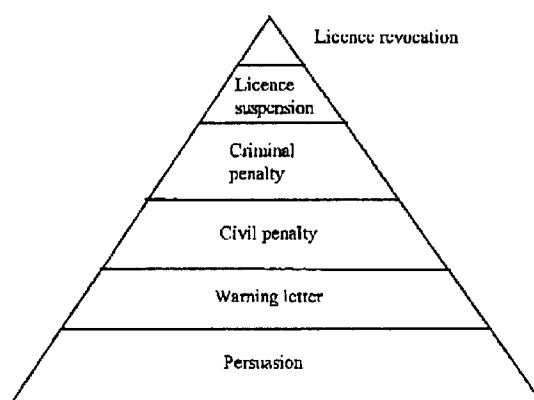 Licence revocation
Licence
suspension
Criminal
penalty
Civil penalty
Warning letter
Persuasion